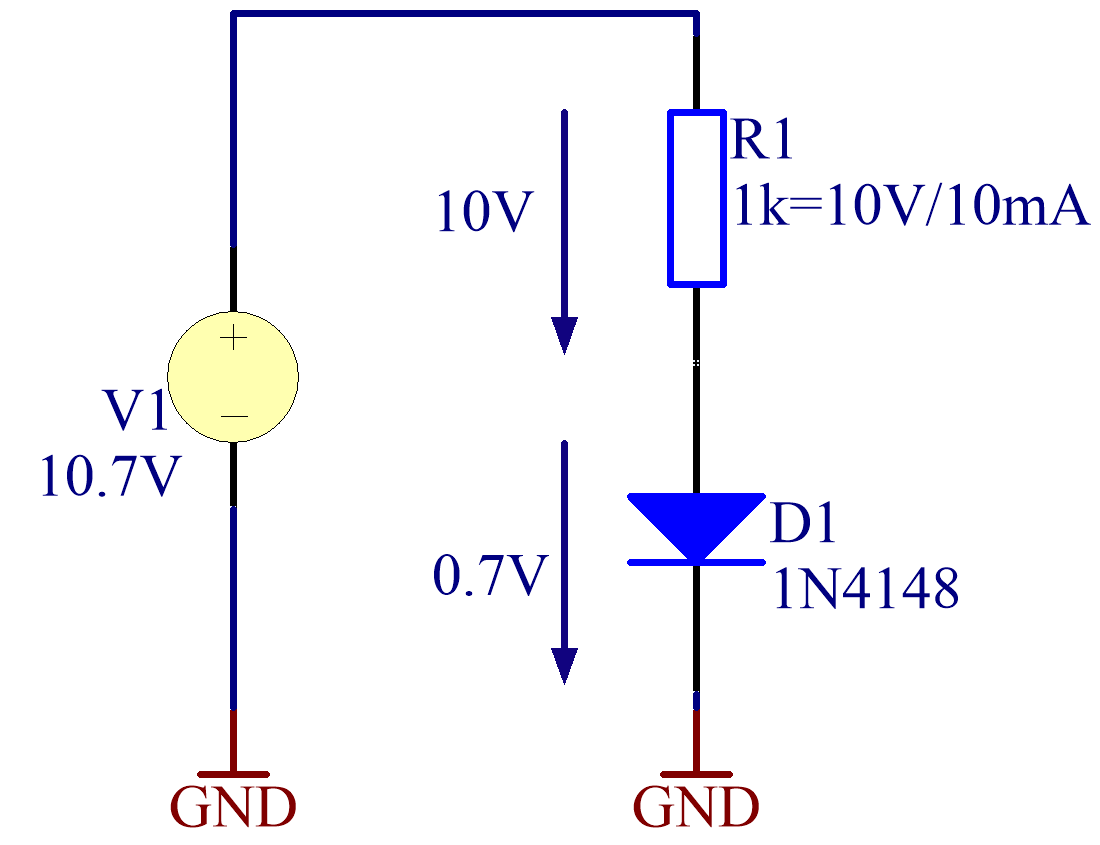 R1
1k=10V/10mA
10V
+
−
V1
10.7V
D1
1N4148
0.7V
GND
GND